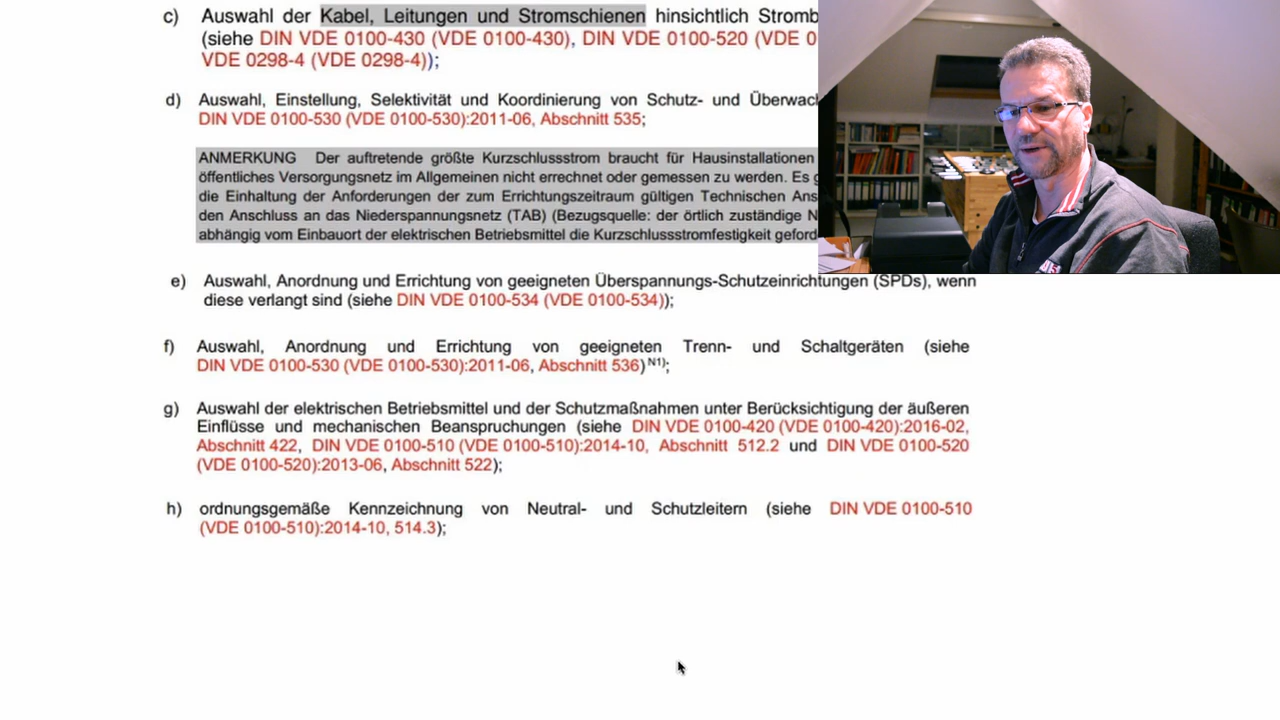 c) Auswahl der Kabel, Leitungen und Stromschienen hinsichtlich
(siehe DIN VDE 0100-430 (VDE 0100-430), DIN VDE 0100-520 (VDE
VDE 0298-4 (VDE 0298-4));
d) Auswahl, Einstellung, Selektivität und Koordinierung von Schutz- und
DIN VDE 0100-530 (VDE 0100-530):2011-06, Abschnitt 535;
ANMERKUNG Der auftretende größte Kurzschlussstrom braucht für Hausinstallationen
öffentliches Versorgungsnetz im Allgemeinen nicht errechnet oder gemessen zu werden. Es
die Einhaltung der Anforderungen der zum Errichtungszeitraum gültigen Technischen
den Anschluss an das Niederspannungsnetz (TAB) (Bezugsquelle: der örtlich zuständige
abhängig vom Einbauort der elektrischen Betriebsmittel die Kurzschlussstromfestigkeit
e) Auswahl, Anordnung und Errichtung von geeigneten Überspannungs-Schutzeinrichtungen (SPDs), wenn
diese verlangt sind (siehe DIN VDE 0100-534 (VDE 0100-534));
f) Auswahl, Anordnung und Errichtung von geeigneten Trenn- und Schaltgeräten (siehe
DIN VDE 0100-530 (VDE 0100-530):2011-06, Abschnitt 536) N1);
g) Auswahl der elektrischen Betriebsmittel und der Schutzmaßnahmen unter Berücksichtigung der äußeren
Einflüsse und mechanischen Beanspruchungen (siehe DIN VDE 0100-420 (VDE 0100-420):2016-02,
Abschnitt 422, DIN VDE 0100-510 (VDE 0100-510):2014-10, Abschnitt 512.2 und DIN VDE 0100-520
(VDE 0100-520):2013-06, Abschnitt 522);
h) ordnungsgemäße Kennzeichnung von Neutral- und Schutzleitern (siehe DIN VDE 0100-510
(VDE 0100-510):2014-10, 514.3);